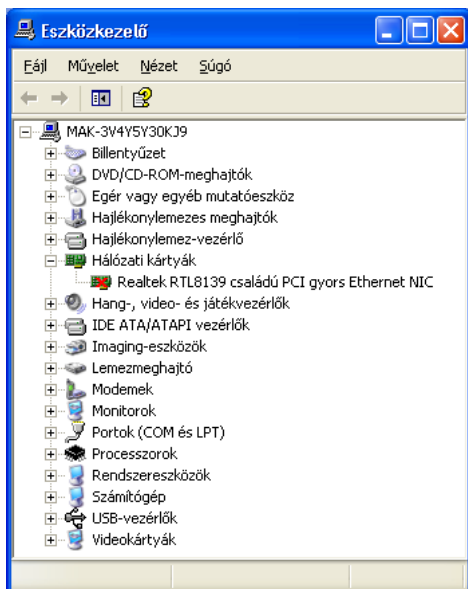 Eszközkezelő
Fájl Művelet Nézet Súgó
MAK-3V4Y5Y30KJ9
Billentyűzet
DVD/CD-ROM-meghajtók
Egér vagy egyéb mutatóeszköz
Hajlékonylemezes meghajtók
Hajlékonylemez-vezérlő
Hálózati kártyák
Realtek RTL8139 családú PCI gyors Ethernet NIC
Hang-, video- és játékvezérlők
IDE ATA/ATAPI vezérlők
Imaging-eszközök
Lemezmeghajtó
Modemek
Monitorok
Portok (COM és LPT)
Processzorok
Rendszereszközök
Számítógép
USB-vezérlők
Videokártyák